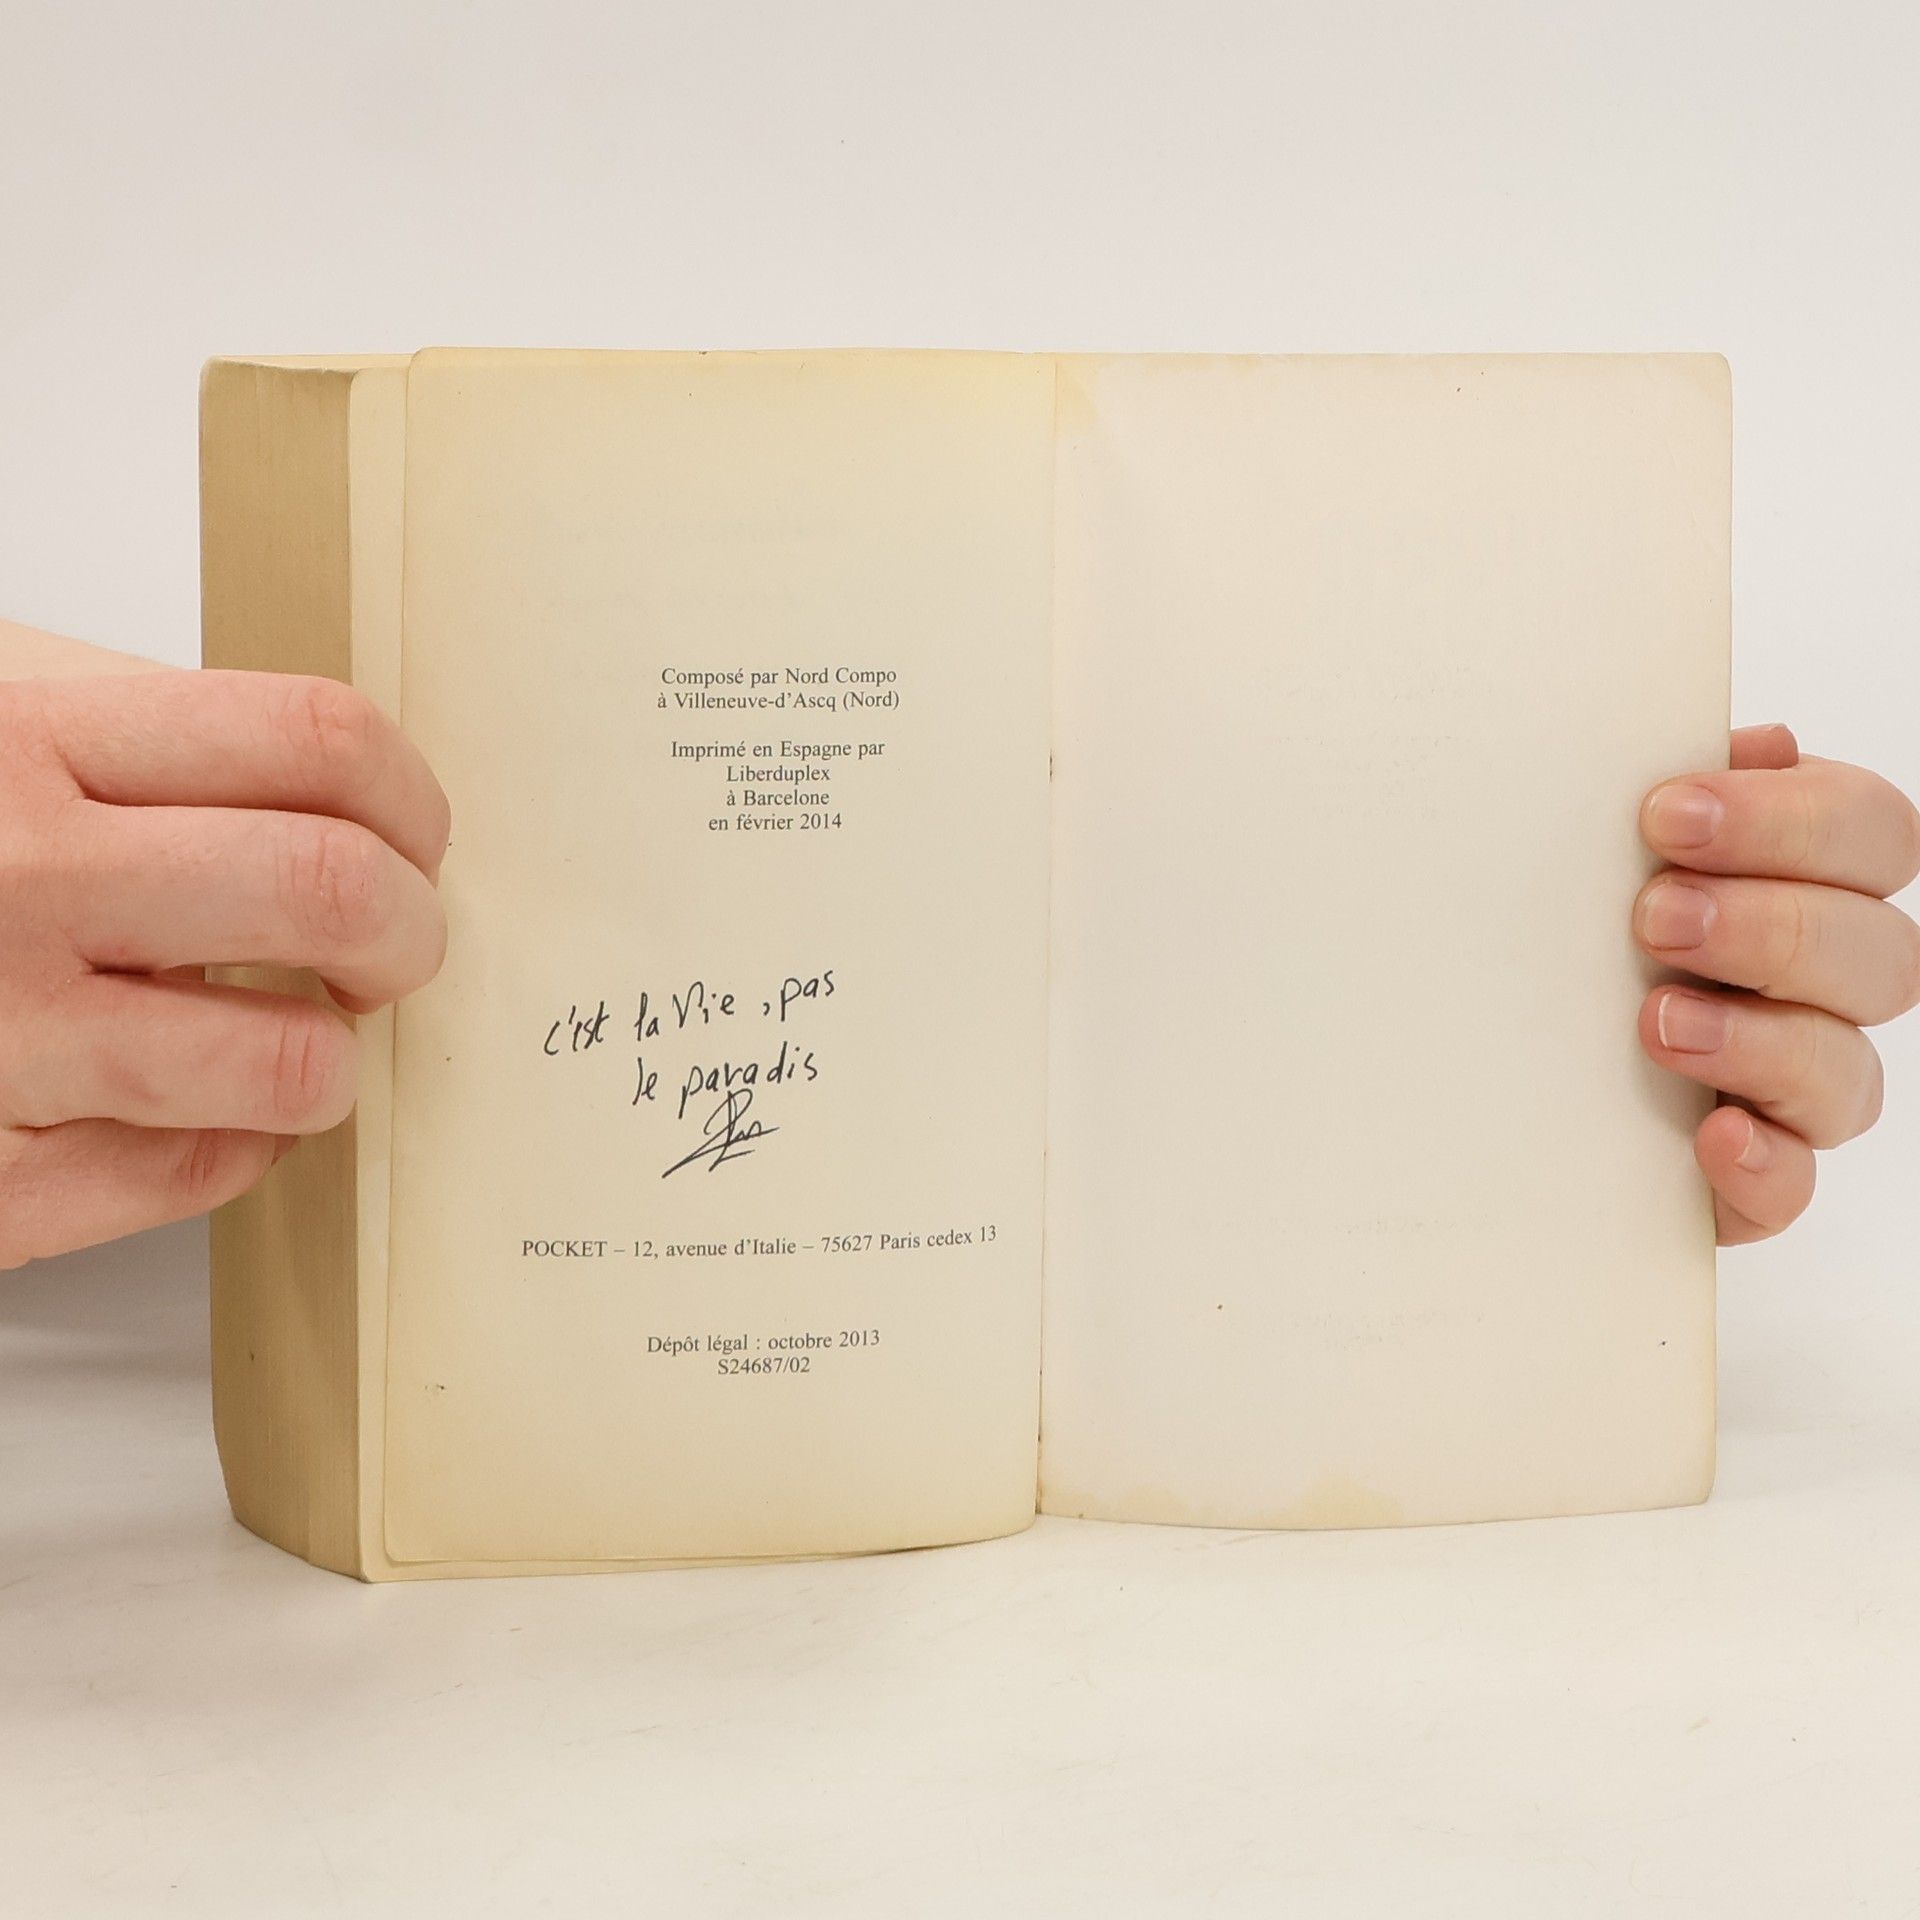 Composé par Nord Compo
à Villeneuve-d'Ascq (Nord)
Imprimé en Espagne par
Liberduplex
à Barcelone
en février 2014
c'est la Vie, pas
le paradis
POCKET – 12, avenue d'Italie – 75627 Paris cedex 13
Dépôt légal : octobre 2013
S24687/02